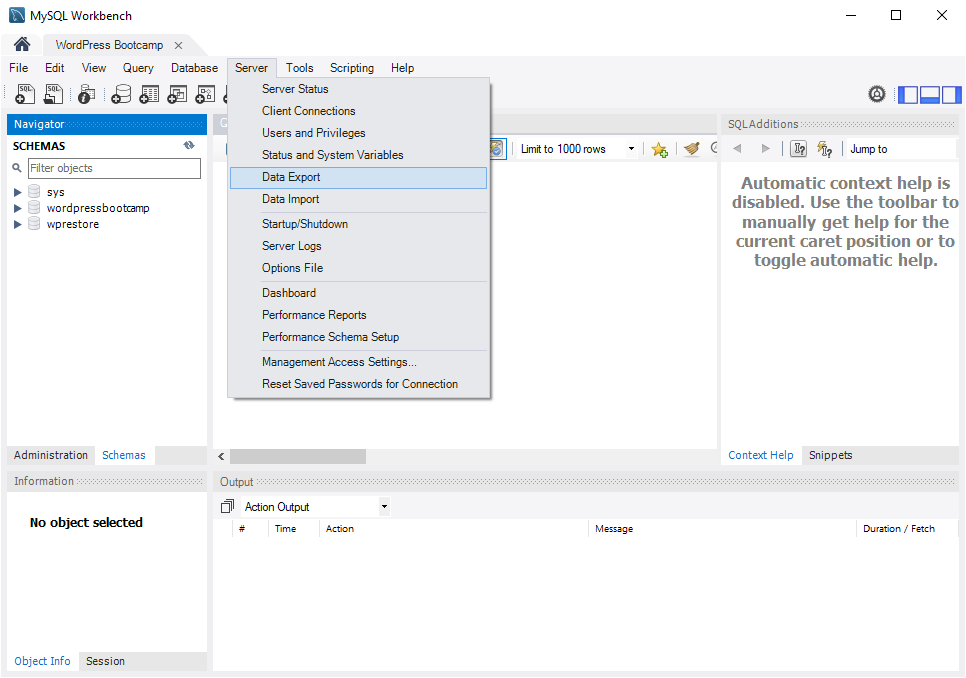 MySQL Workbench
WordPress Bootcamp
File Edit View Query Database Server Tools Scripting Help
SQL SQL
Navigator
SCHEMAS
Filter objects
sys
wordpressbootcamp
wprestore
Administration Schemas
Information
No object selected
Object Info Session
Server Status
Client Connections
Users and Privileges
Status and System Variables
Data Export
Data Import
Startup/Shutdown
Server Logs
Options File
Dashboard
Performance Reports
Performance Schema Setup
Management Access Settings...
Reset Saved Passwords for Connection
Limit to 1000 rows
SQLAdditions
Jump to
Automatic context help is
disabled. Use the toolbar to
manually get help for the
current caret position or to
toggle automatic help.
Context Help Snippets
Output
Action Output
# Time Action Message Duration / Fetch